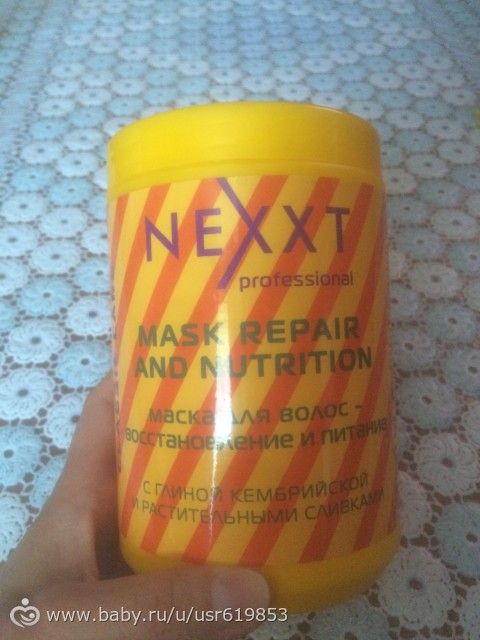 NEXXT
professional
MASK REPAIR
AND NUTRITION
маска для волос -
восстановление и питание
С ГЛИНОЙ КЕМБРИЙСКОЙ
И РАСТИТЕЛЬНЫМИ СЛИВКАМИ
www.baby.ru/u/usr619853